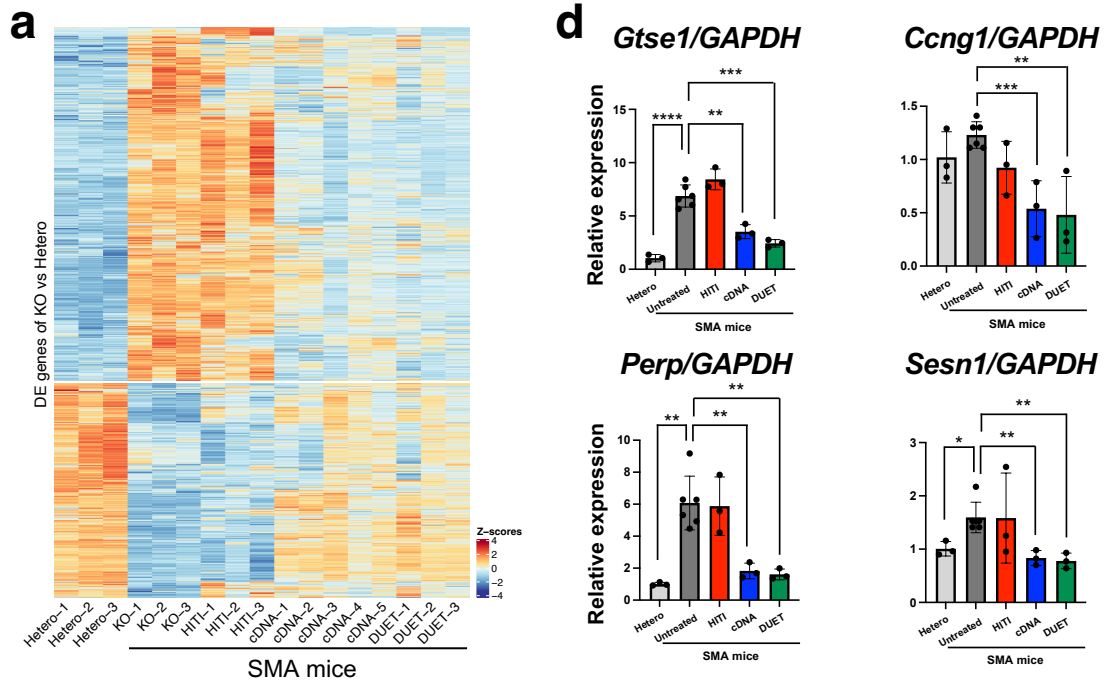 a
DE genes of KO vs Hetero
Z-scores
4
2
0
-2
-4
Hetero-1
Hetero-2
Hetero-3
KO-1
KO-2
KO-3
HITI-1
HITI-2
HITI-3
cDNA-1
cDNA-2
cDNA-3
cDNA-4
cDNA-5
DUET-1
DUET-2
DUET-3
SMA mice
d
Gtse1/GAPDH
***
****
**
Relative expression
15
10
5
0
Hetero
Untreated
HITI
cDNA
DUET
SMA mice
Ccng1/GAPDH
**
***
1.5
1.0
0.5
0.0
Hetero
Untreated
HITI
cDNA
DUET
SMA mice
Perp/GAPDH
**
**
**
Relative expression
10
8
6
4
2
0
Hetero
Untreated
HITI
cDNA
DUET
SMA mice
Sesn1/GAPDH
**
*
**
3
2
1
0
Hetero
Untreated
HITI
cDNA
DUET
SMA mice